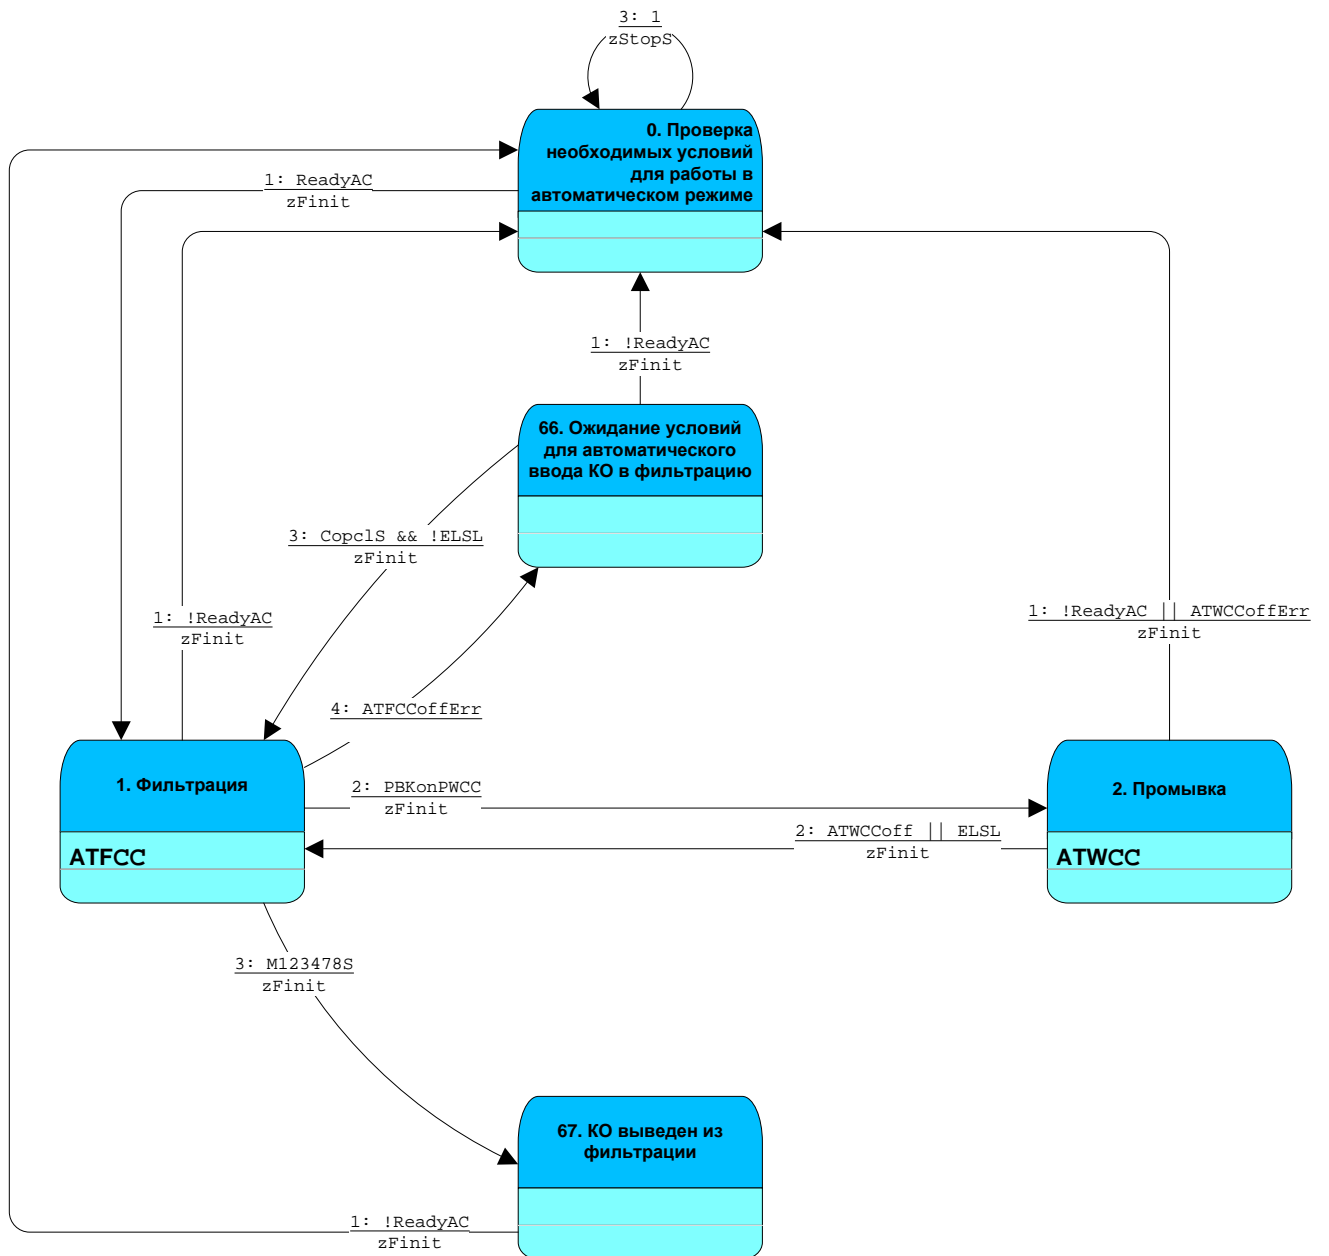 3: 1
zStopS
0. Проверка
необходимых условий
для работы в
автоматическом режиме
1: ReadyAC
zFinit
1: !ReadyAC
zFinit
66. Ожидание условий
для автоматического
ввода КО в фильтрацию
3: CopclS && !ELSL
zFinit
1: !ReadyAC
zFinit
1: !ReadyAC || ATWCCoffErr
zFinit
4: ATFCCoffErr
1. Фильтрация
ATFCC
2: PBKonPWCC
zFinit
2: ATWCCoff || ELSL
zFinit
2. Промывка
ATWCC
3: M123478S
zFinit
67. КО выведен из
фильтрации
1: !ReadyAC
zFinit